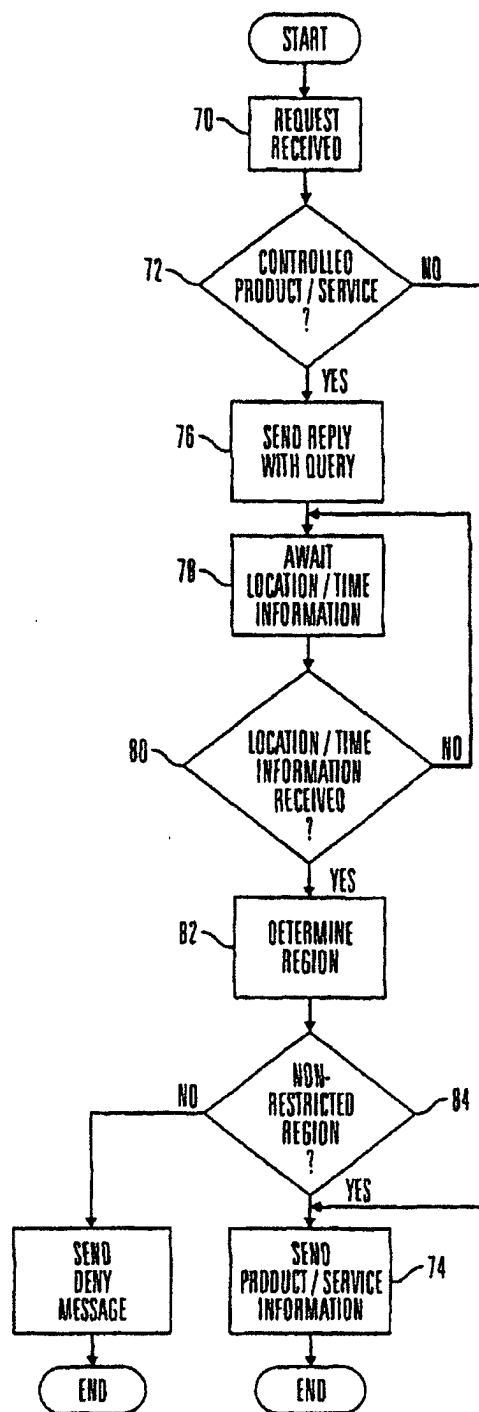 START
70
REQUEST
RECEIVED
72
CONTROLLED
PRODUCT / SERVICE
?
NO
YES
76
SEND REPLY
WITH QUERY
78
AWAIT
LOCATION / TIME
INFORMATION
80
LOCATION / TIME
INFORMATION
RECEIVED
?
NO
YES
82
DETERMINE
REGION
NO
NON-
RESTRICTED
REGION
?
84
YES
SEND
DENY
MESSAGE
SEND
PRODUCT / SERVICE
INFORMATION
74
END
END